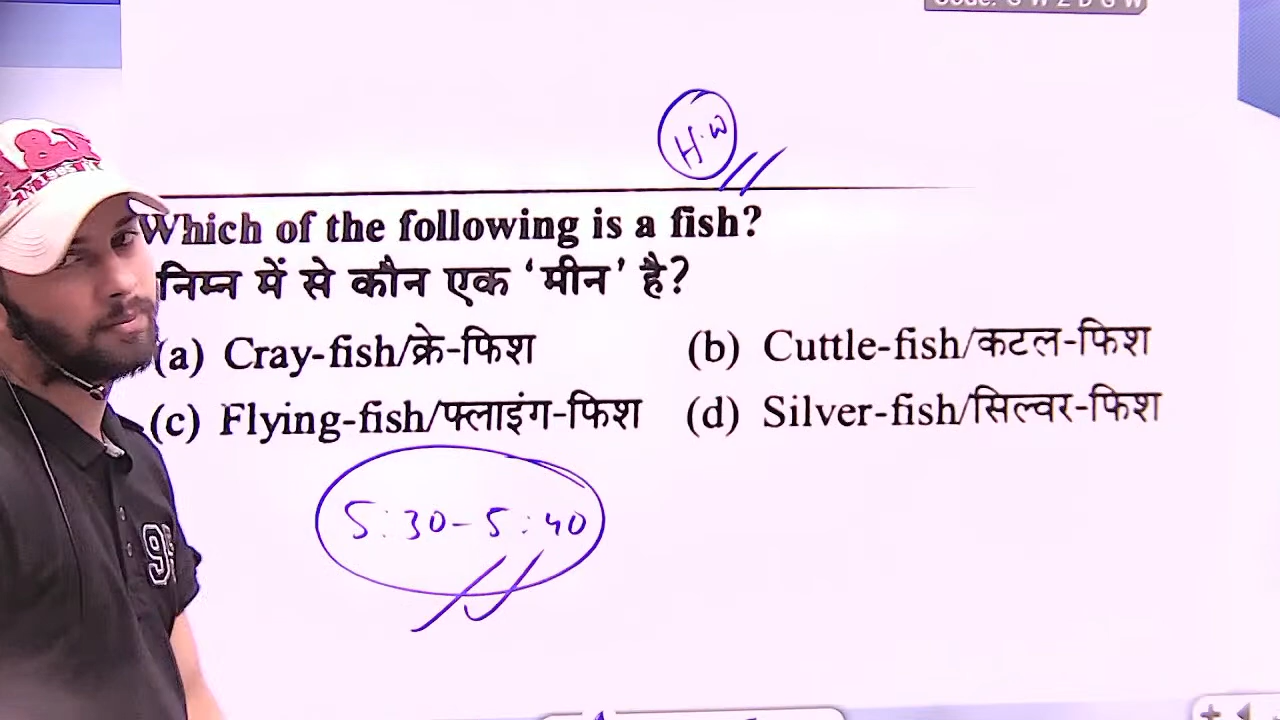 H.W
Which of the following is a fish?
निम्न में से कौन एक ‘मीन’ है?
(a) Cray-fish/क्रे-फिश (b) Cuttle-fish/कटल-फिश
(c) Flying-fish/फ्लाइंग-फिश (d) Silver-fish/सिल्वर-फिश
5:30-5:40